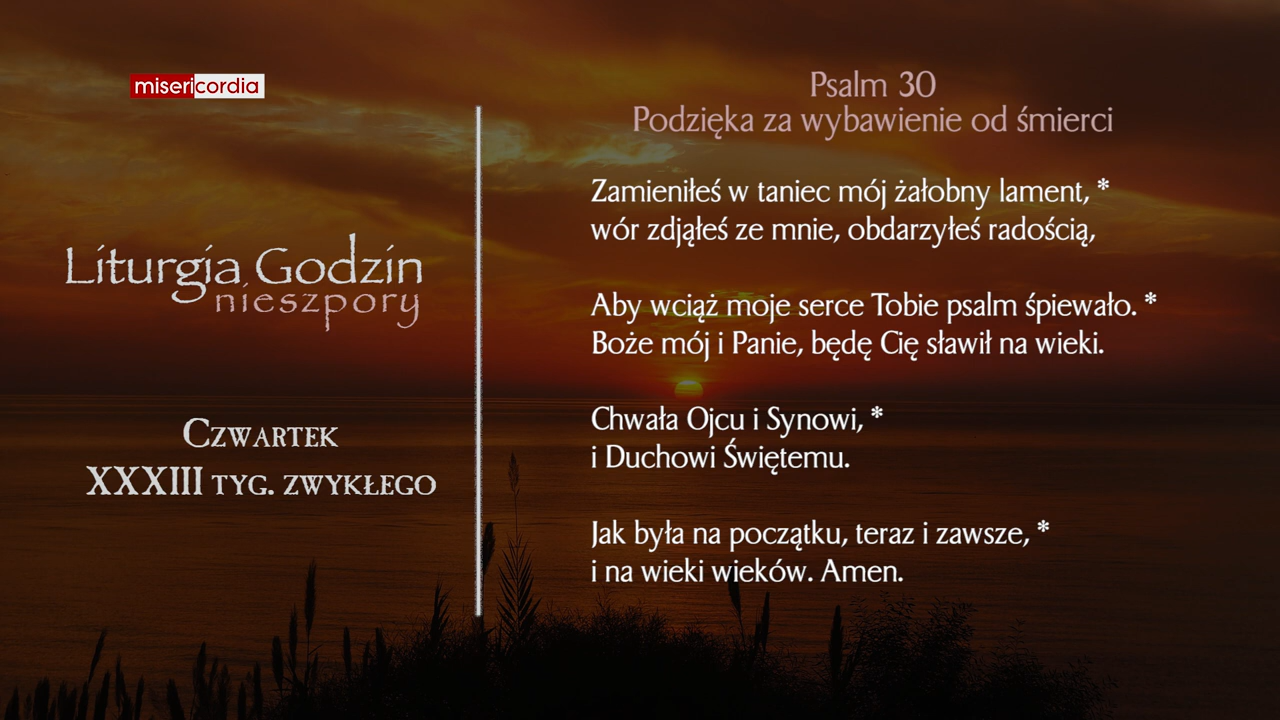 misericordia
Liturgia Godzin
nieszpory
Czwartek
XXXIII tyg. zwykłego
Psalm 30
Podzięka za wybawienie od śmierci
Zamieniłeś w taniec mój żałobny lament, *
wór zdjąłeś ze mnie, obdarzyłeś radością,
Aby wciąż moje serce Tobie psalm śpiewało. *
Boże mój i Panie, będę Cię sławił na wieki.
Chwała Ojcu i Synowi, *
i Duchowi Świętemu.
Jak była na początku, teraz i zawsze, *
i na wieki wieków. Amen.